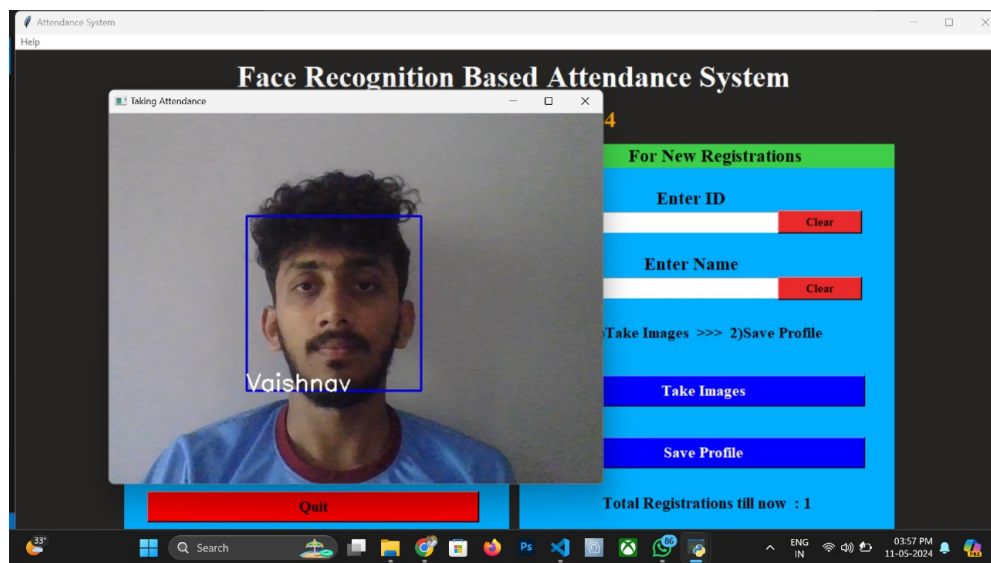 Attendance System
Help
Face Recognition Based Attendance System
Taking Attendance
4
For New Registrations
Enter ID
Clear
Enter Name
Clear
Take Images >>> 2)Save Profile
Take Images
Vaishnav
Save Profile
Quit
Total Registrations till now : 1
33°
Search
Ps
86
ENG
IN
03:57 PM
11-05-2024